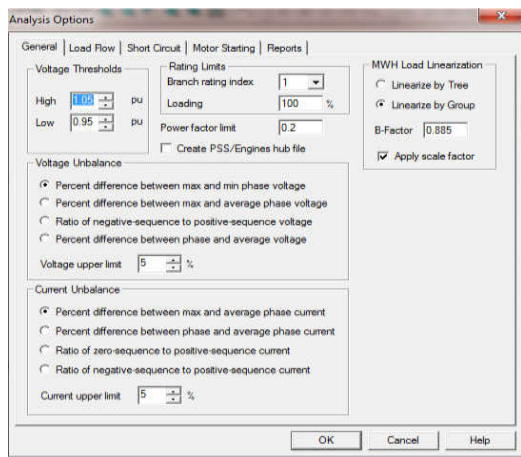 Analysis Options
General Load Flow Short Circuit Motor Starting Reports
Voltage Thresholds
High 1.05 pu
Low 0.95 pu
Rating Limits
Branch rating index 1
Loading 100 %
Power factor limit 0.2
Create PSS/Engines hub file
MWH Load Linearization
Linearize by Tree
Linearize by Group
B-Factor 0.885
Apply scale factor
Voltage Unbalance
Percent difference between max and min phase voltage
Percent difference between max and average phase voltage
Ratio of negative-sequence to positive-sequence voltage
Percent difference between phase and average voltage
Voltage upper limit 5 %
Current Unbalance
Percent difference between max and average phase current
Percent difference between phase and average phase current
Ratio of zero-sequence to positive-sequence current
Ratio of negative-sequence to positive-sequence current
Current upper limit 5 %
OK Cancel Help